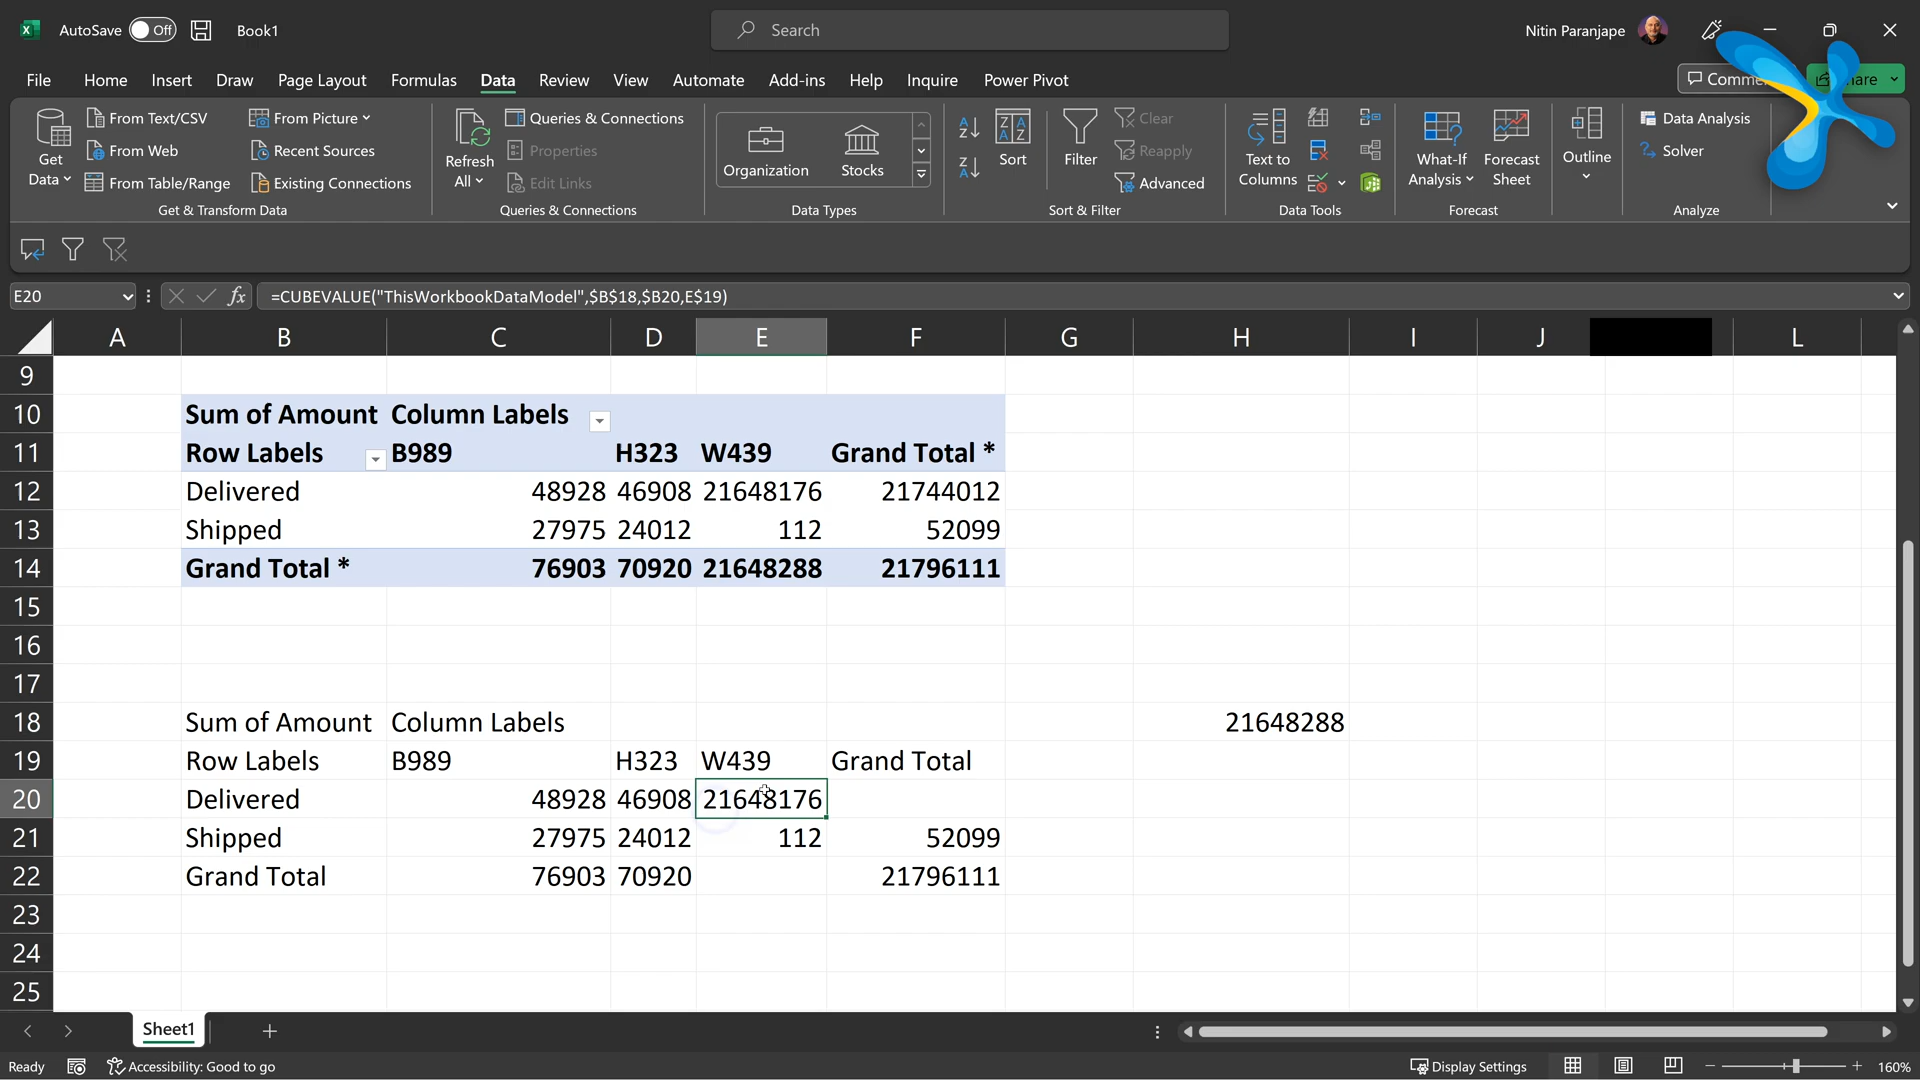 AutoSave Off Book1 Search Nitin Paranjape
File Home Insert Draw Page Layout Formulas Data Review View Automate Add-ins Help Inquire Power Pivot
Get Data
From Text/CSV
From Web
From Table/Range
From Picture
Recent Sources
Existing Connections
Get & Transform Data
Refresh All
Queries & Connections
Properties
Edit Links
Queries & Connections
Organization Stocks
Data Types
Sort
Filter
Clear
Reapply
Advanced
Sort & Filter
Text to Columns
Data Tools
What-If Analysis
Forecast Sheet
Forecast
Outline
Data Analysis
Solver
Analyze
E20 fx =CUBEVALUE("ThisWorkbookDataModel",$B$18,$B20,E$19)
A B C D E F G H I J L
9
10 Sum of Amount Column Labels
11 Row Labels B989 H323 W439 Grand Total *
12 Delivered 48928 46908 21648176 21744012
13 Shipped 27975 24012 112 52099
14 Grand Total * 76903 70920 21648288 21796111
15
16
17
18 Sum of Amount Column Labels 21648288
19 Row Labels B989 H323 W439 Grand Total
20 Delivered 48928 46908 21648176
21 Shipped 27975 24012 112 52099
22 Grand Total 76903 70920 21796111
23
24
25
Sheet1
Ready Accessibility: Good to go Display Settings 160%